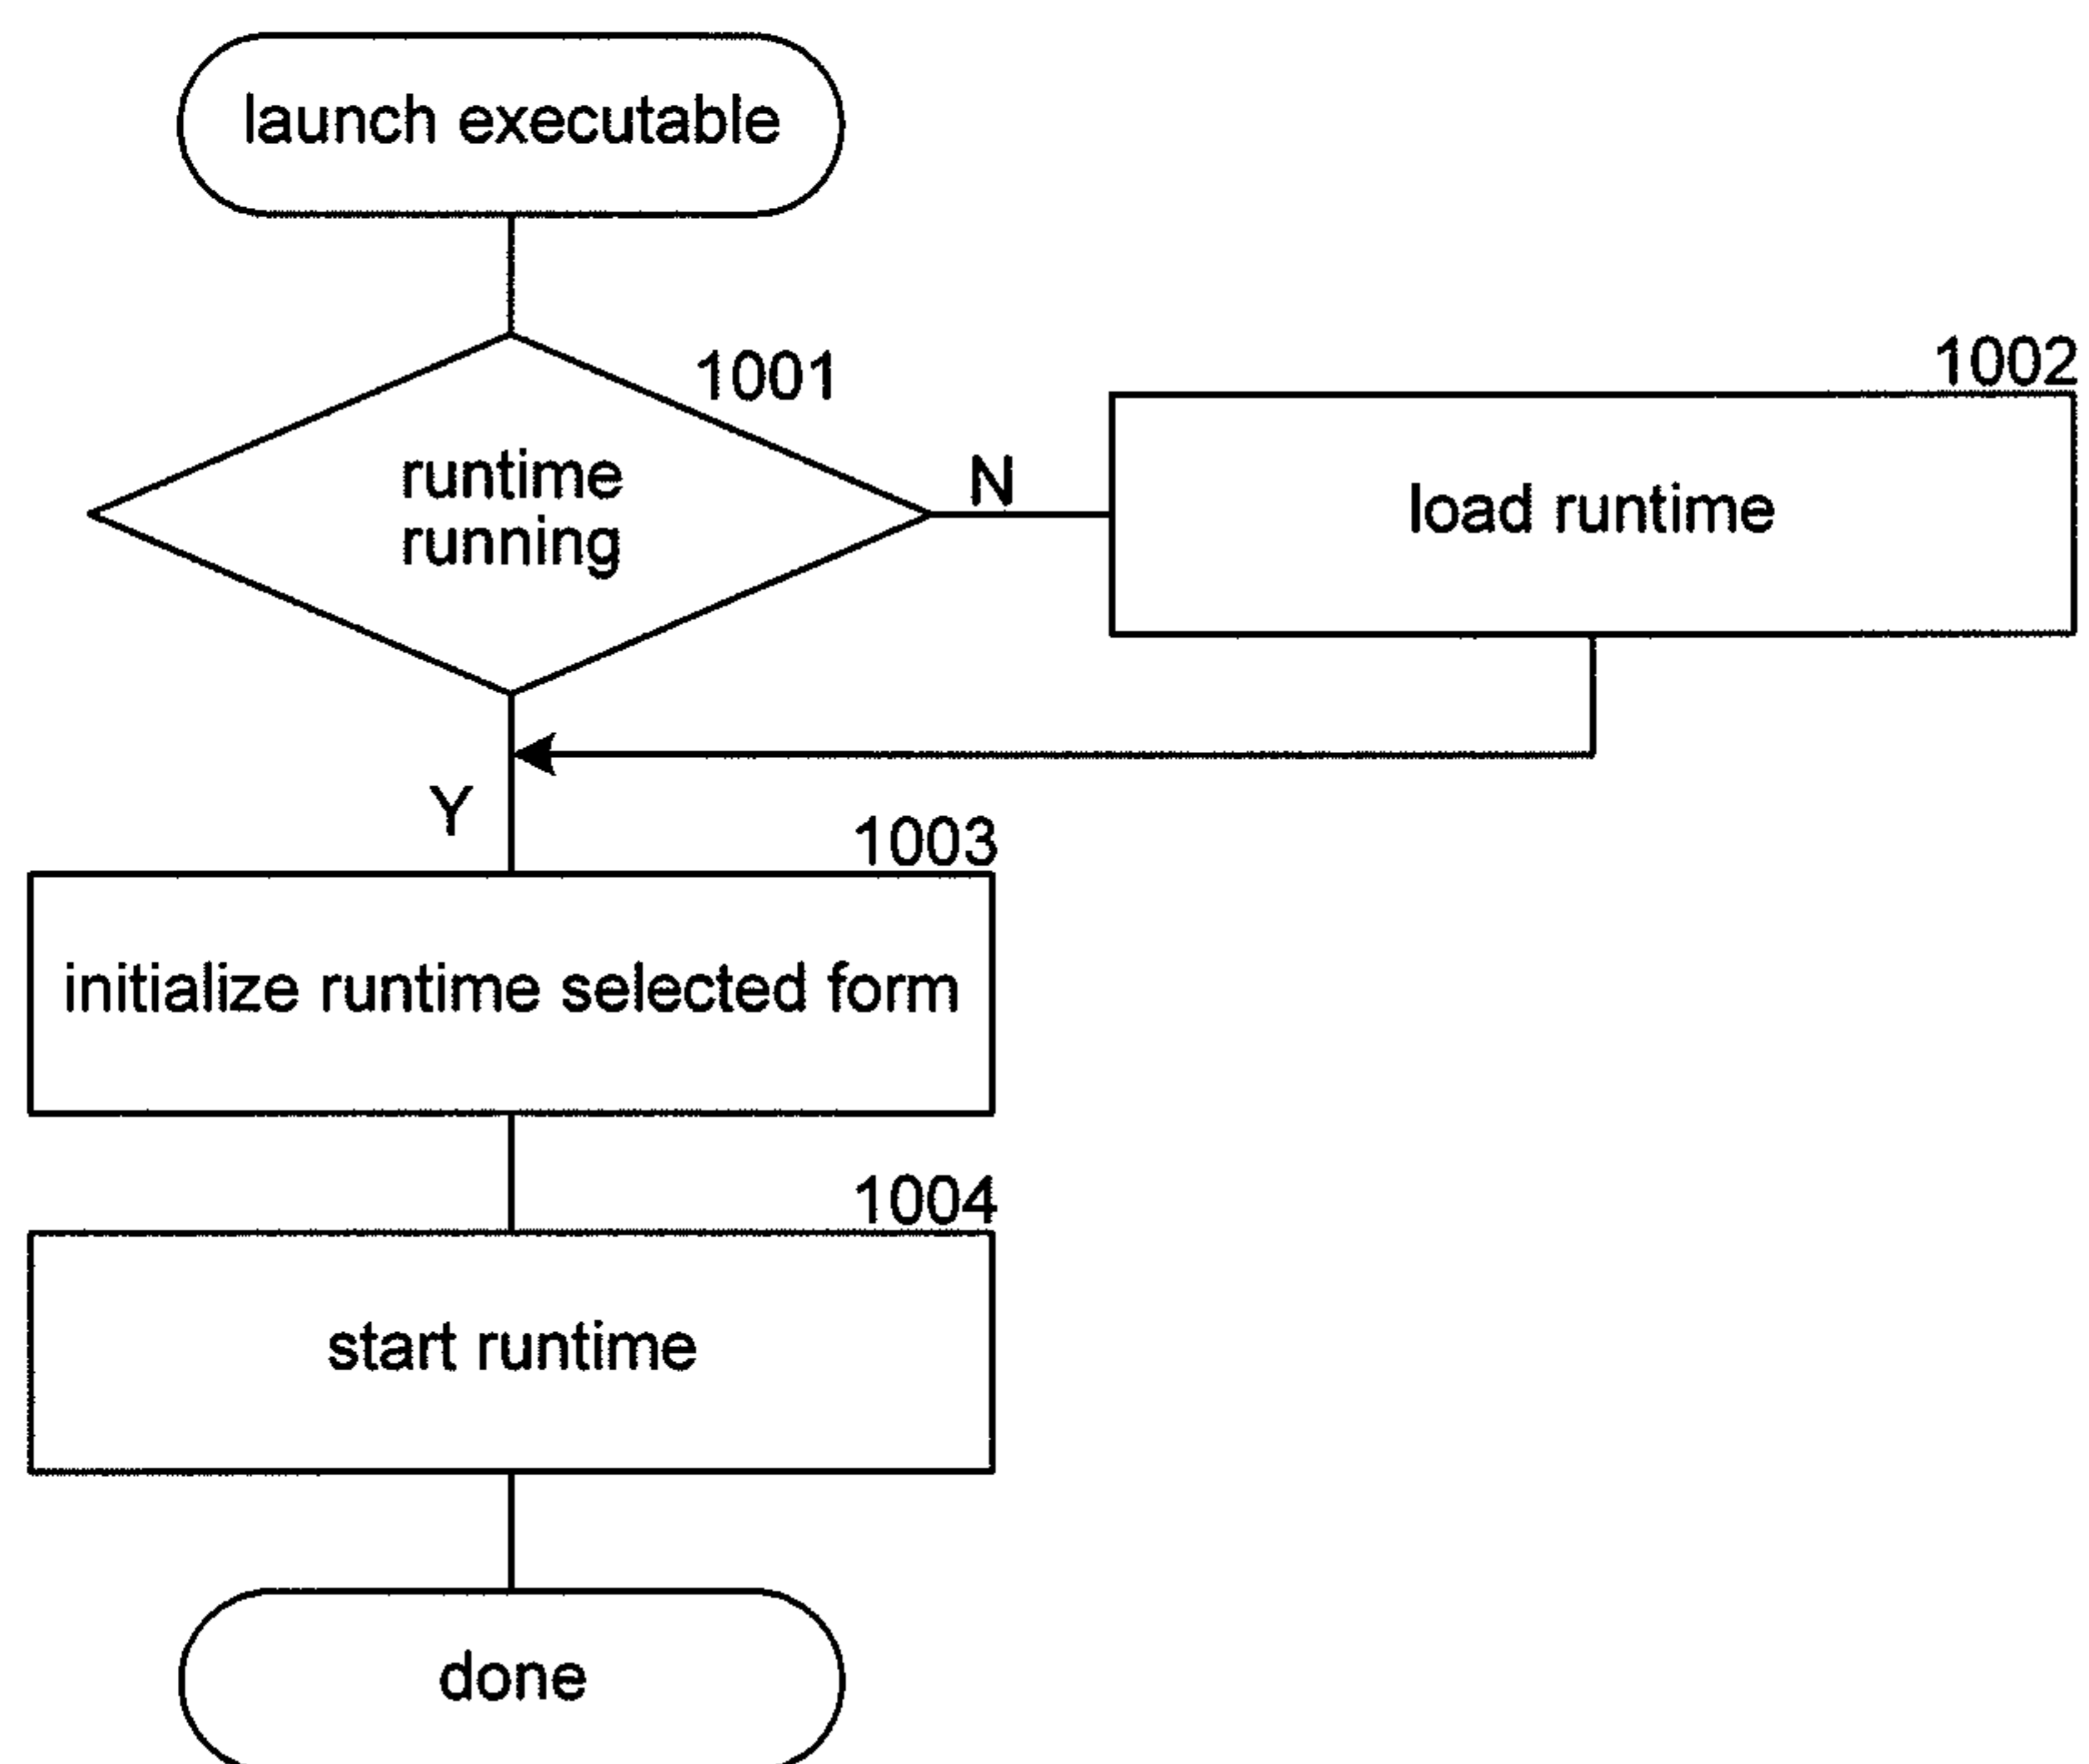 launch executable
1001
runtime
running
N
1002
load runtime
Y
1003
initialize runtime selected form
1004
start runtime
done